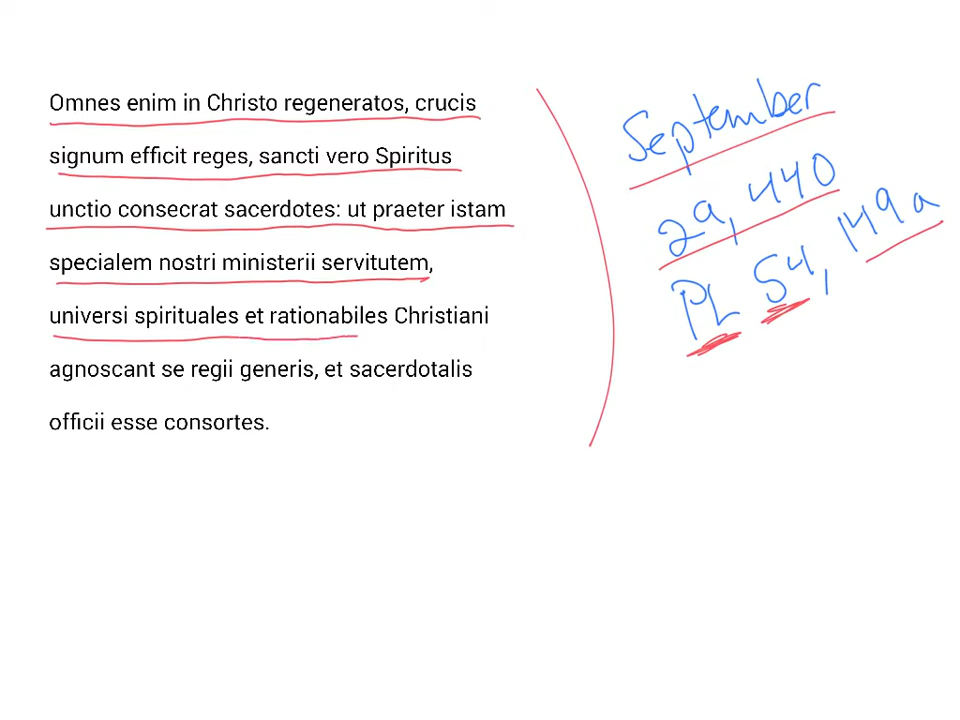 Omnes enim in Christo regeneratos, crucis
signum efficit reges, sancti vero Spiritus
unctio consecrat sacerdotes: ut praeter istam
specialem nostri ministerii servitutem,
universi spirituales et rationabiles Christiani
agnoscant se regii generis, et sacerdotalis
officii esse consortes.
September
29, 440
PL 54, 149a